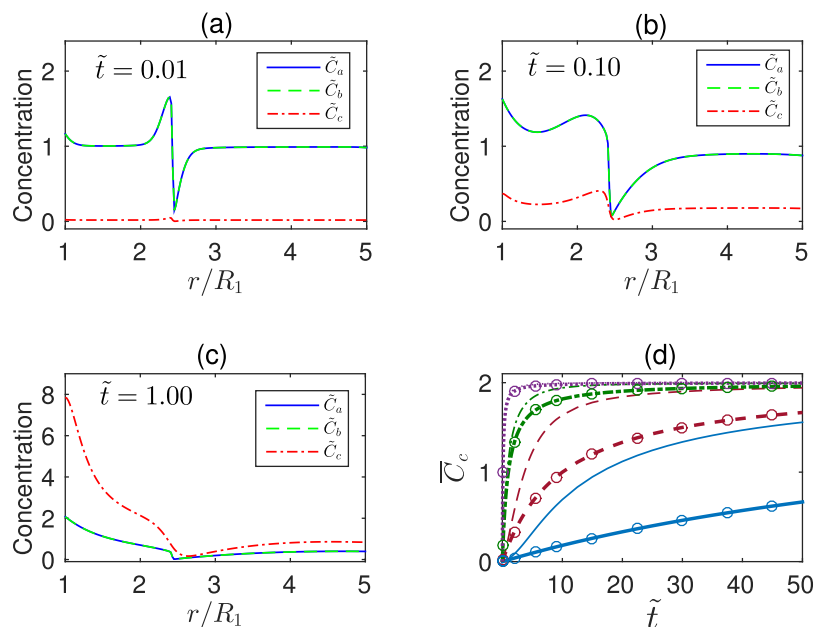 (a)
t̃ = 0.01
C̃a
C̃b
C̃c
Concentration
0
1
2
1
2
3
4
5
r/R1
(b)
t̃ = 0.10
C̃a
C̃b
C̃c
Concentration
0
1
2
1
2
3
4
5
r/R1
(c)
t̃ = 1.00
C̃a
C̃b
C̃c
Concentration
0
2
4
6
8
1
2
3
4
5
r/R1
(d)
C̅c
0
1
2
10
20
30
40
50
t̃